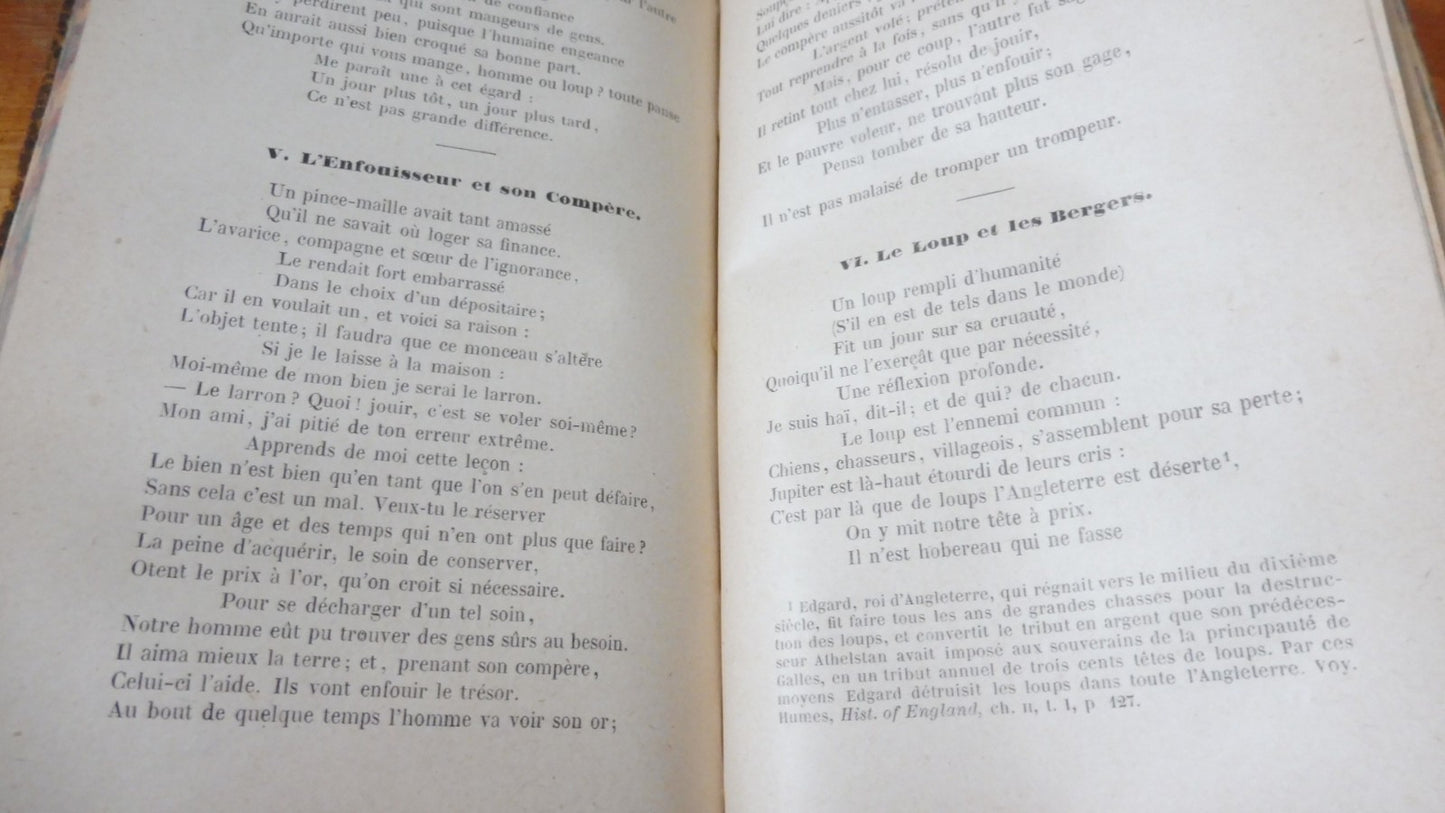 de confiance
l'autre
qui sont mangeurs de gens.
perdirent peu, puisque l'humaine engeance
En aurait aussi bien croqué sa bonne part.
Qu'importe qui vous mange, homme ou loup? toute panse
Me paraît une à cet égard :
Un jour plus tôt, un jour plus tard,
Ce n'est pas grande différence.
V. L'Enfouisseur et son Compère.
Un pince-maille avait tant amassé
Qu'il ne savait où loger sa finance.
L'avarice, compagne et sœur de l'ignorance,
Le rendait fort embarrassé
Dans le choix d'un dépositaire;
Car il en voulait un, et voici sa raison :
L'objet tente; il faudra que ce monceau s'altère
Si je le laisse à la maison :
Moi-même de mon bien je serai le larron.
— Le larron? Quoi! jouir, c'est se voler soi-même?
Mon ami, j'ai pitié de ton erreur extrême.
Apprends de moi cette leçon :
Le bien n'est bien qu'en tant que l'on s'en peut défaire,
Sans cela c'est un mal. Veux-tu le réserver
Pour un âge et des temps qui n'en ont plus que faire?
La peine d'acquérir, le soin de conserver,
Otent le prix à l'or, qu'on croit si nécessaire.
Pour se décharger d'un tel soin,
Notre homme eût pu trouver des gens sûrs au besoin.
Il aima mieux la terre; et, prenant son compère,
Celui-ci l'aide. Ils vont enfouir le trésor.
Au bout de quelque temps l'homme va voir son or;
Lui dire :
Quelques deniers
Le compère aussitôt va
L'argent volé;
Tout reprendre à la fois, sans qu'il
Mais, pour ce coup, l'autre fut
Il retint tout chez lui, résolu de jouir,
Plus n'entasser, plus n'enfouir;
Et le pauvre voleur, ne trouvant plus son gage,
Pensa tomber de sa hauteur.
Il n'est pas malaisé de tromper un trompeur.
VI. Le Loup et les Bergers.
Un loup rempli d'humanité
(S'il en est de tels dans le monde)
Fit un jour sur sa cruauté,
Quoiqu'il ne l'exerçât que par nécessité,
Une réflexion profonde.
Je suis haï, dit-il; et de qui? de chacun.
Le loup est l'ennemi commun :
Chiens, chasseurs, villageois, s'assemblent pour sa perte;
Jupiter est là-haut étourdi de leurs cris :
C'est par là que de loups l'Angleterre est déserte¹,
On y mit notre tête à prix.
Il n'est hobereau qui ne fasse
1 Edgard, roi d'Angleterre, qui régnait vers le milieu du dixième
siècle, fit faire tous les ans de grandes chasses pour la destruc-
tion des loups, et convertit le tribut en argent que son prédéces-
seur Athelstan avait imposé aux souverains de la principauté de
Galles, en un tribut annuel de trois cents têtes de loups. Par ces
moyens Edgard détruisit les loups dans toute l'Angleterre. Voy.
Humes, Hist. of England, ch. II, t. I, p 127.